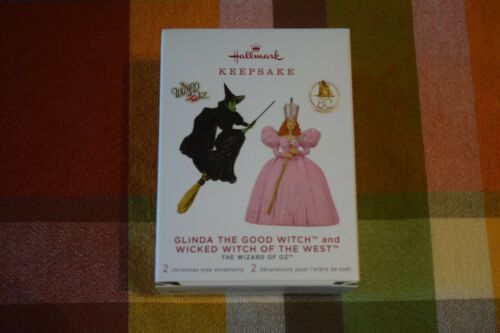 Hallmark
KEEPSAKE
THE
WIZARD
OF OZ
80
GLINDA THE GOOD WITCH™ and
WICKED WITCH OF THE WEST™
THE WIZARD OF OZ™
2 christmas tree ornaments 2 décorations pour l'arbre de noël